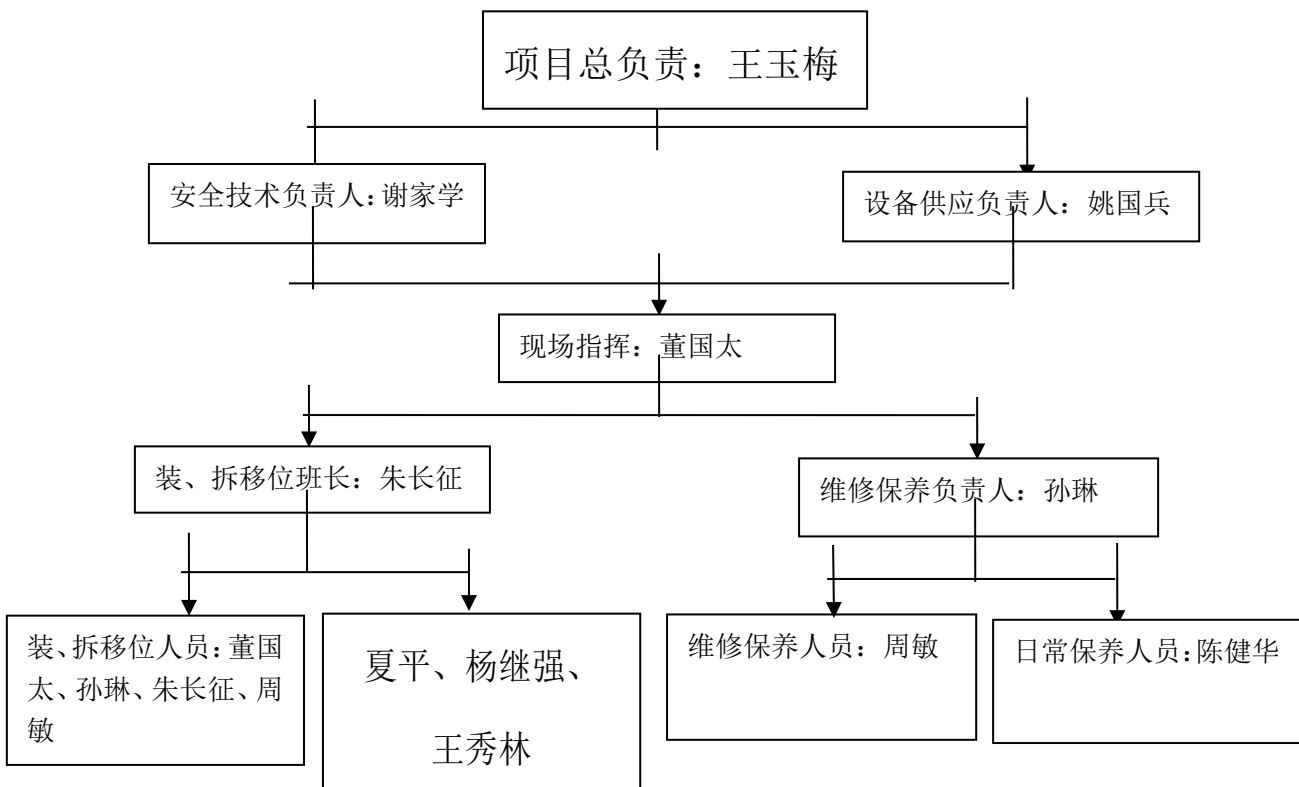 项目总负责：王玉梅
安全技术负责人：谢家学
设备供应负责人：姚国兵
现场指挥：董国太
装、拆移位班长：朱长征
维修保养负责人：孙琳
装、拆移位人员：董国
太、孙琳、朱长征、周
敏
夏平、杨继强、
王秀林
维修保养人员：周敏
日常保养人员：陈健华